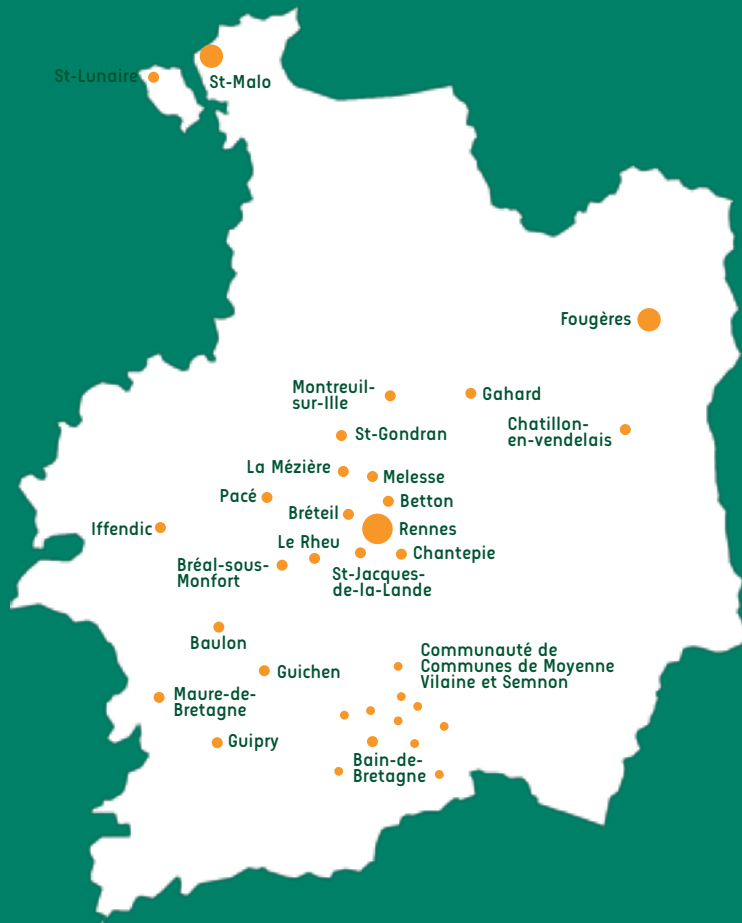 St-Lunaire
St-Malo
Fougères
Montreuil-
sur-Ille
Gahard
Chatillon-
en-vendelais
St-Gondran
La Mézière
Melesse
Pacé
Betton
Bréteil
Iffendic
Rennes
Le Rheu
Chantepie
Bréal-sous-
Monfort
St-Jacques-
de-la-Lande
Baulon
Communauté de
Communes de Moyenne
Vilaine et Semnon
Guichen
Maure-de-
Bretagne
Guipry
Bain-de-
Bretagne